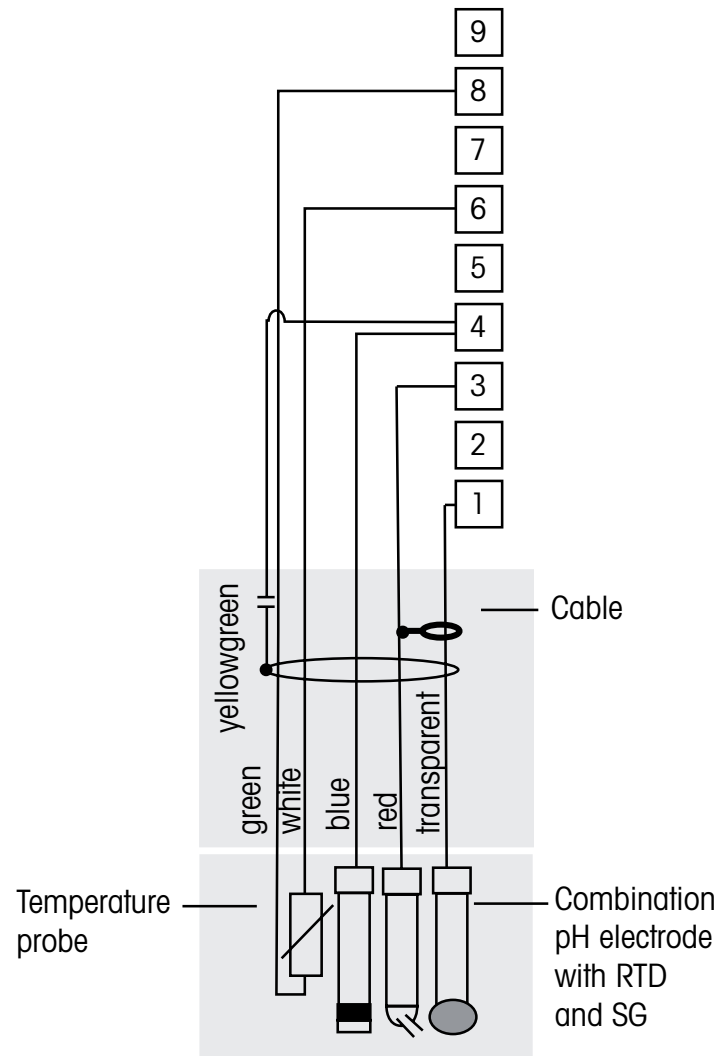 9
8
7
6
5
4
3
2
1
Cable
yellowgreen
green
white
blue
red
transparent
Temperature
probe
Combination
pH electrode
with RTD
and SG